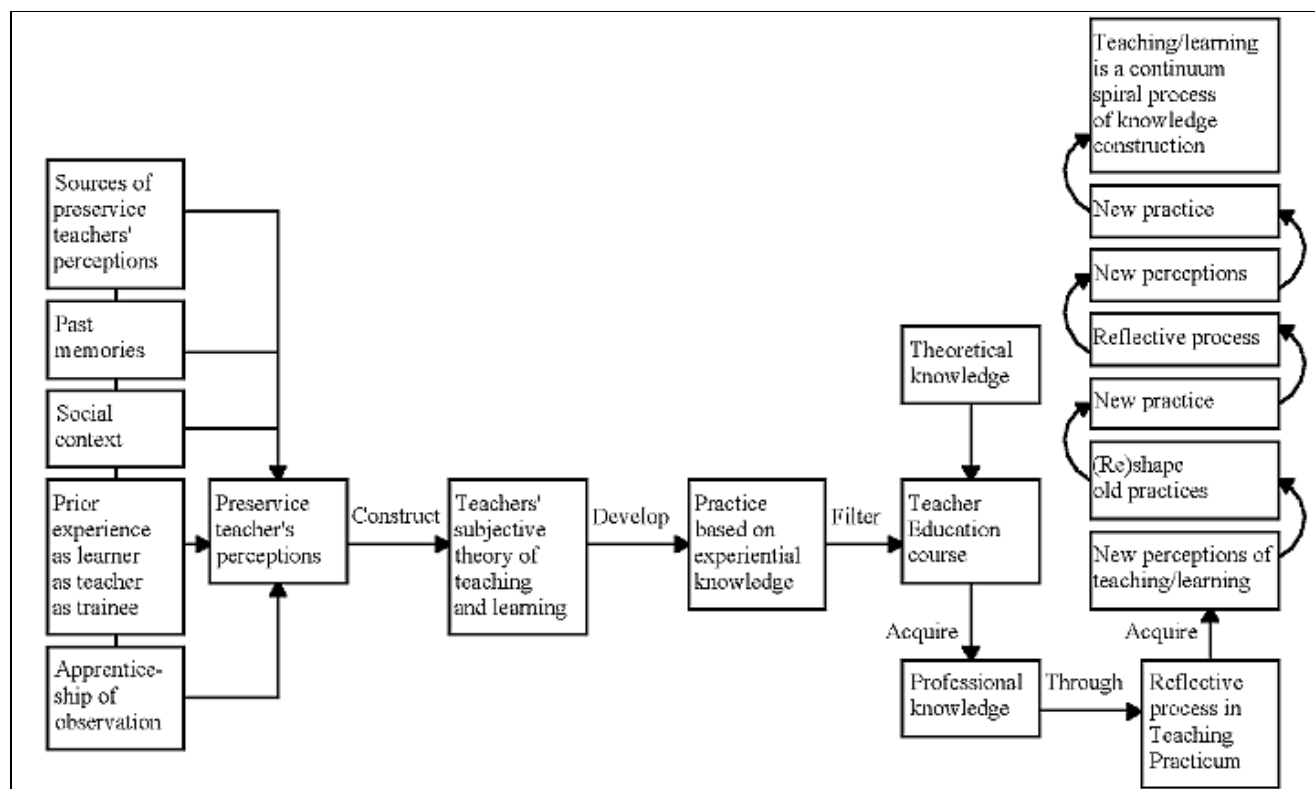 Sources of
preservice
teachers'
perceptions
Past
memories
Social
context
Prior
experience
as learner
as teacher
as trainee
Apprentice-
ship of
observation
Preservice
teacher's
perceptions
Construct
Teachers'
subjective
theory of
teaching
and learning
Develop
Practice
based on
experiential
knowledge
Filter
Theoretical
knowledge
Teacher
Education
course
Acquire
Professional
knowledge
Through
Reflective
process in
Teaching
Practicum
Acquire
New perceptions of
teaching/learning
(Re)shape
old practices
New practice
Reflective process
New perceptions
New practice
Teaching/learning
is a continuum
spiral process
of knowledge
construction